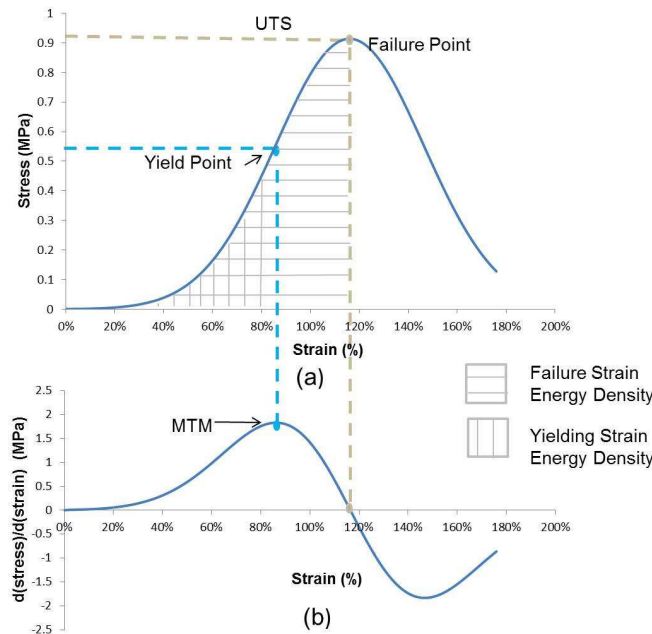 UTS
Failure Point
Yield Point
Stress (MPa)
1
0.9
0.8
0.7
0.6
0.5
0.4
0.3
0.2
0.1
0
0% 20% 40% 60% 80% 100% 120% 140% 160% 180% 200%
Strain (%)
(a)
Failure Strain
Energy Density
Yielding Strain
Energy Density
MTM
d(stress)/d(strain) (MPa)
2.5
2
1.5
1
0.5
0
-0.5
-1
-1.5
-2
0% 20% 40% 60% 80% 100% 120% 140% 160% 180% 200%
Strain (%)
(b)